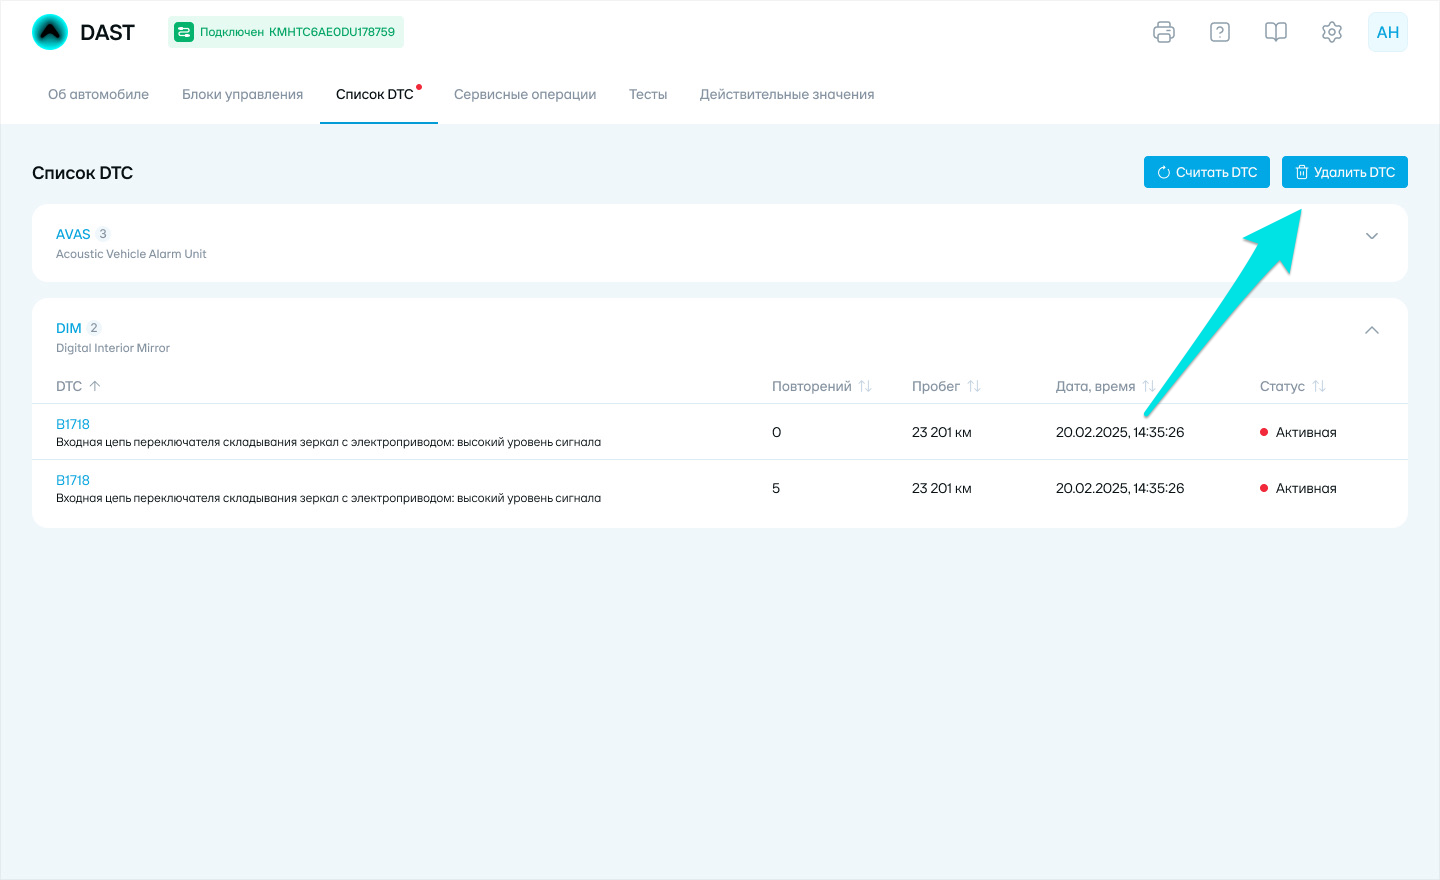 DAST
Подключен KMHTC6AE0DU178759
AH
Об автомобиле
Блоки управления
Список DTC
Сервисные операции
Тесты
Действительные значения
Список DTC
Считать DTC
Удалить DTC
AVAS 3
Acoustic Vehicle Alarm Unit
DIM 2
Digital Interior Mirror
DTC
Повторений
Пробег
Дата, время
Статус
B1718
Входная цепь переключателя складывания зеркал с электроприводом: высокий уровень сигнала
0
23 201 км
20.02.2025, 14:35:26
Активная
B1718
Входная цепь переключателя складывания зеркал с электроприводом: высокий уровень сигнала
5
23 201 км
20.02.2025, 14:35:26
Активная